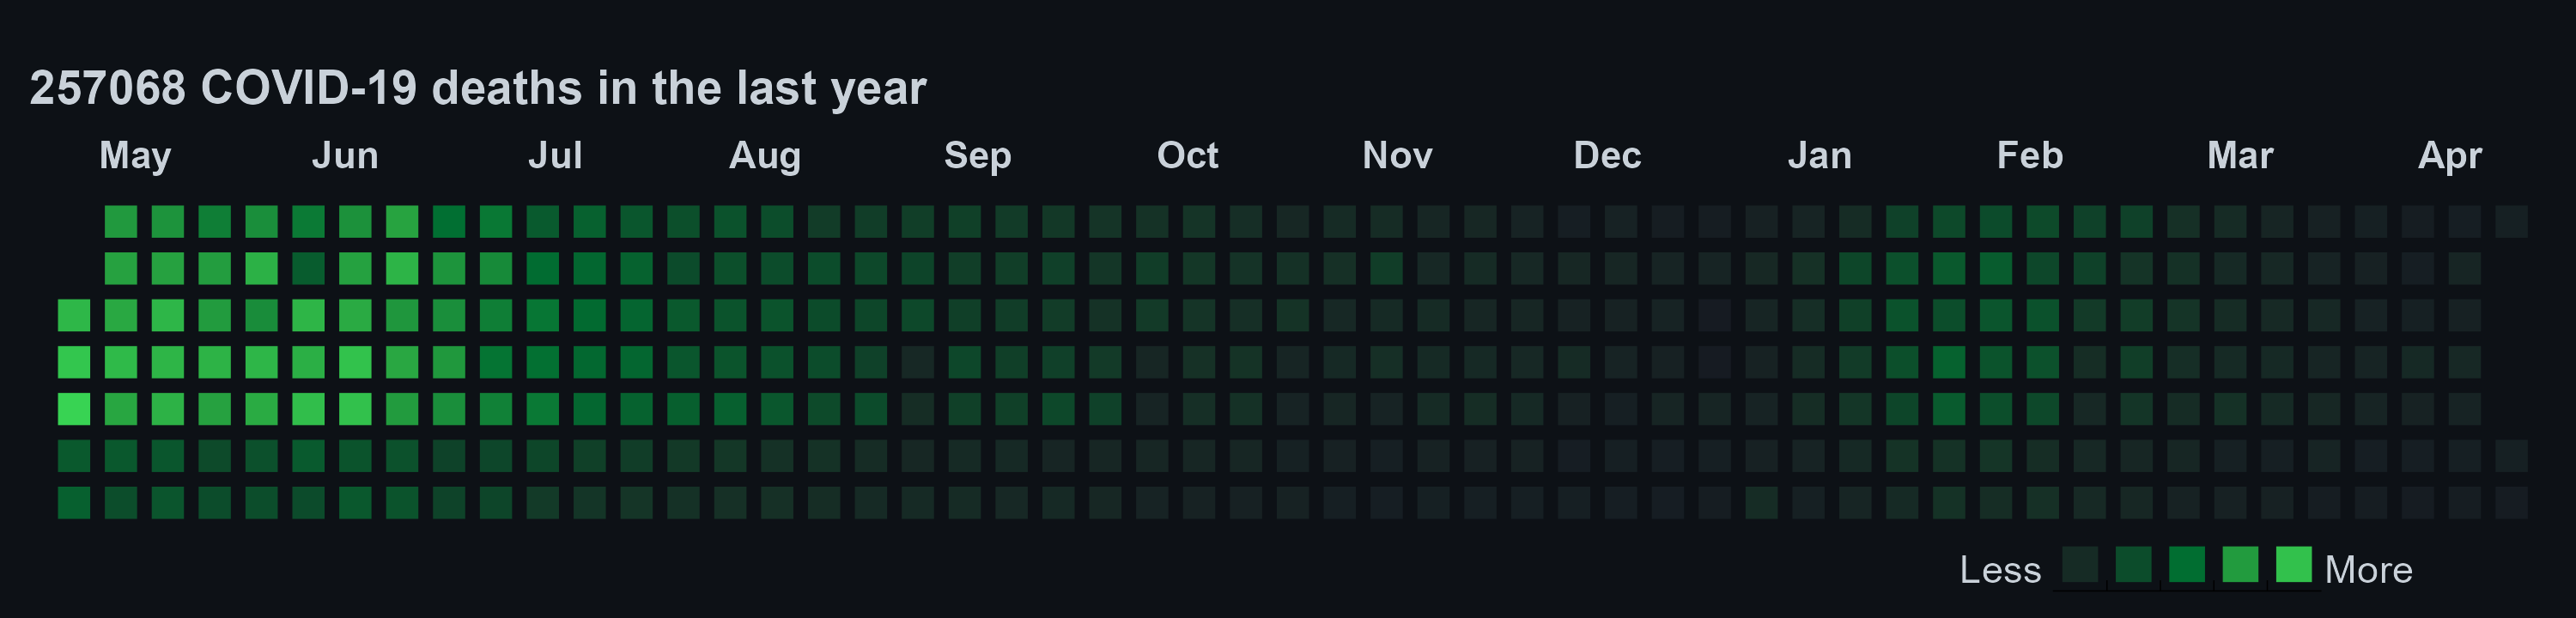 257068 COVID-19 deaths in the last year
May Jun Jul Aug Sep Oct Nov Dec Jan Feb Mar Apr
Less More